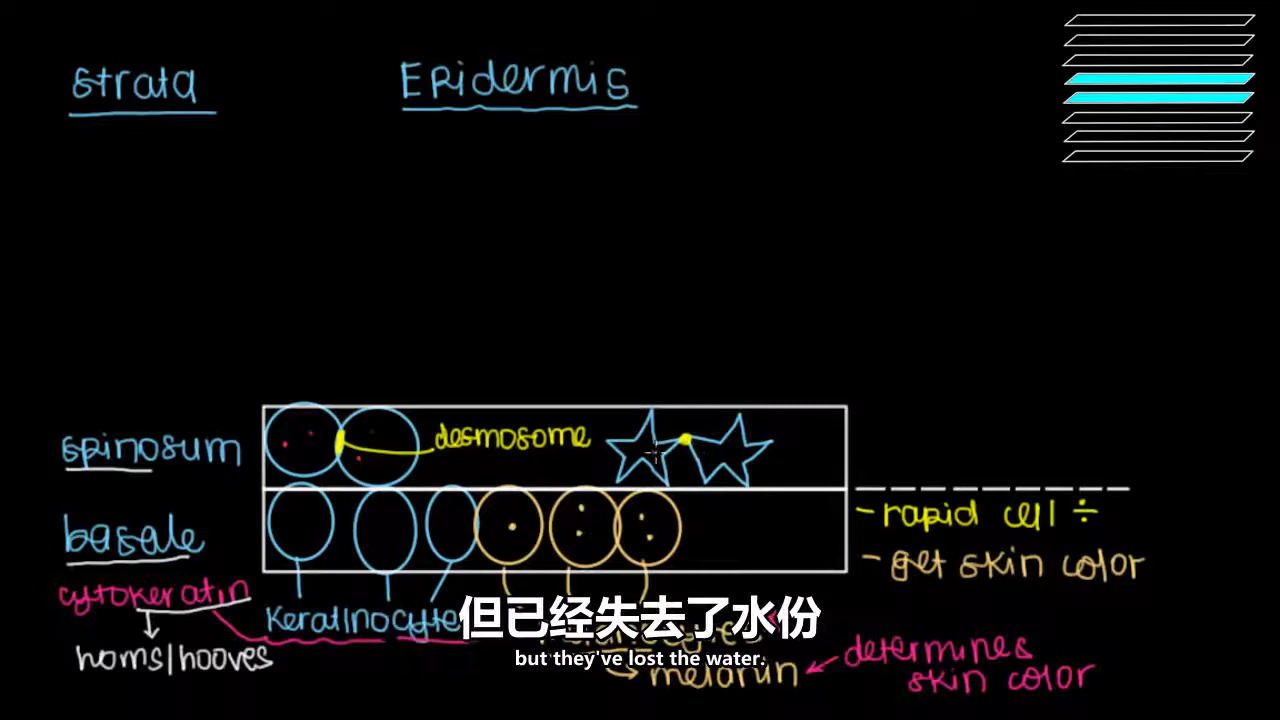 strata
Epidermis
spinosum
desmosome
basale
- rapid cell ÷
- get skin color
cytokeratin
Keratinocyte
horns/hooves
但已经失去了水份
but they've lost the water.
melanin
determines
skin color